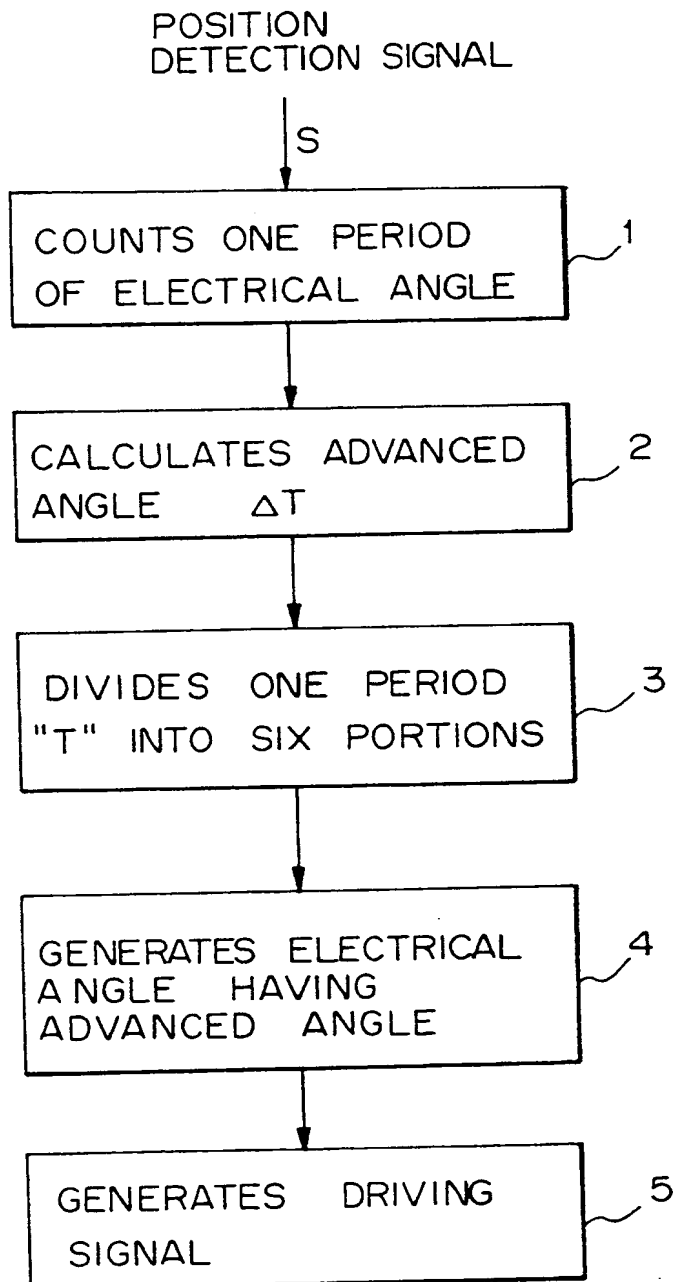 POSITION
DETECTION SIGNAL
S
COUNTS ONE PERIOD
OF ELECTRICAL ANGLE
1
CALCULATES ADVANCED
ANGLE ΔT
2
DIVIDES ONE PERIOD
"T" INTO SIX PORTIONS
3
GENERATES ELECTRICAL
ANGLE HAVING
ADVANCED ANGLE
4
GENERATES DRIVING
SIGNAL
5